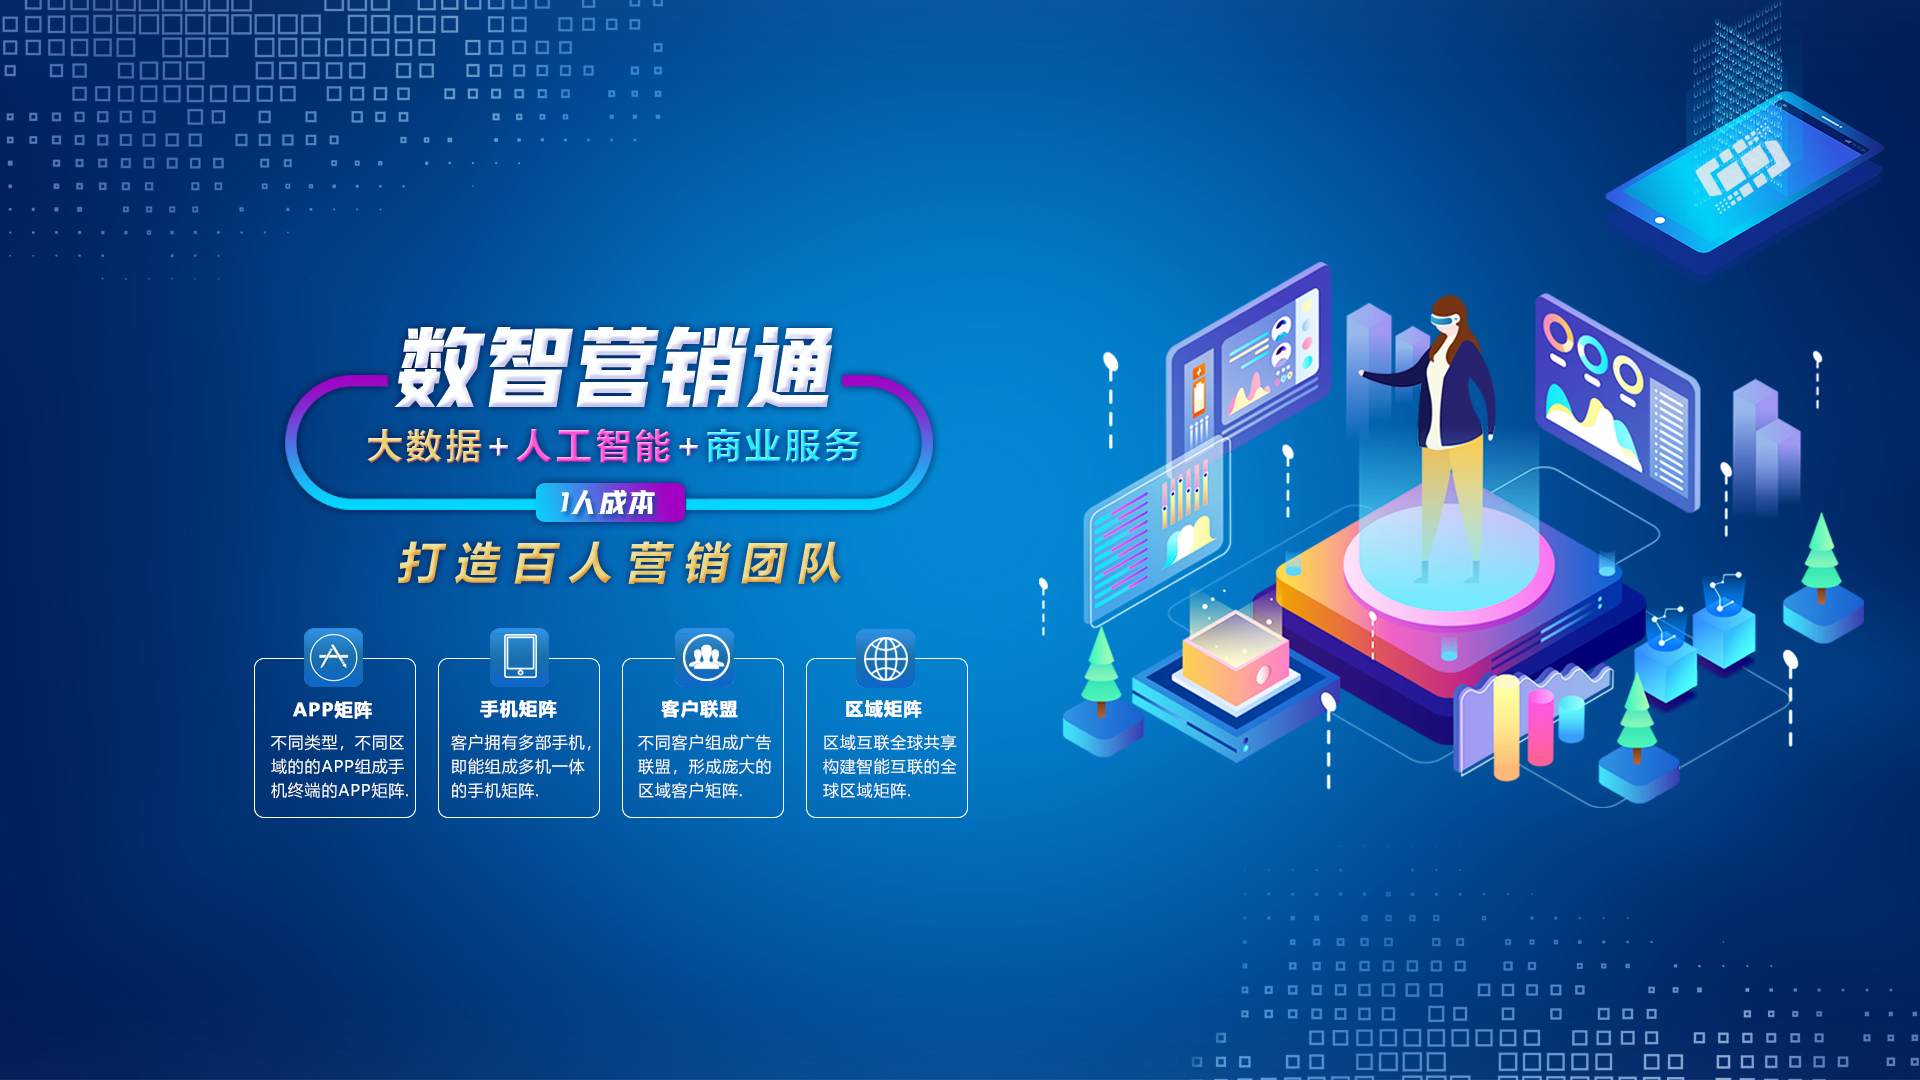 数智营销通
大数据+人工智能+商业服务
1人成本
打造百人营销团队
APP矩阵
不同类型，不同区
域的的APP组成手
机终端的APP矩阵.
手机矩阵
客户拥有多部手机，
即能组成多机一体
的手机矩阵.
客户联盟
不同客户组成广告
联盟，形成庞大的
区域客户矩阵.
区域矩阵
区域互联全球共享
构建智能互联的全
球区域矩阵.